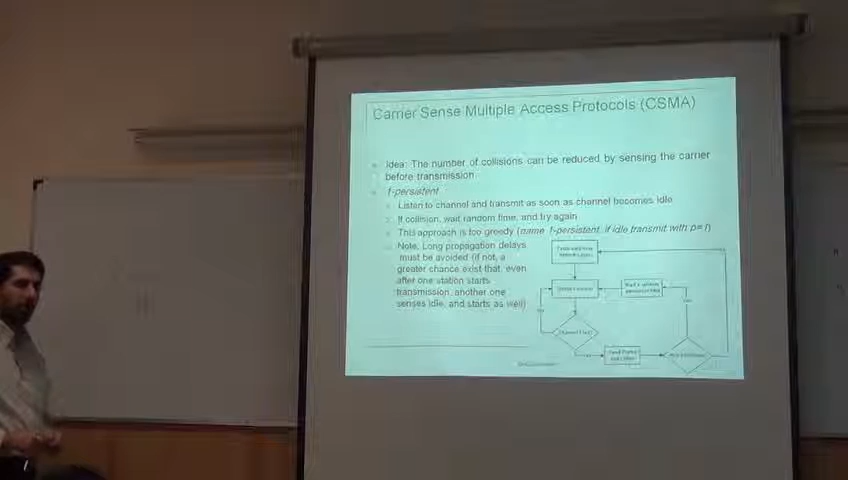 Carrier Sense Multiple Access Protocols (CSMA)
Idea: The number of collisions can be reduced by sensing the carrier
before transmission
1-persistent
Listen to channel and transmit as soon as channel becomes idle
If collision, wait random time, and try again
This approach is too greedy (name 1-persistent, if idle transmit with p=1)
Note: Long propagation delays
must be avoided (if not, a
greater chance exist that, even
after one station starts
transmission, another one
senses idle, and starts as well)